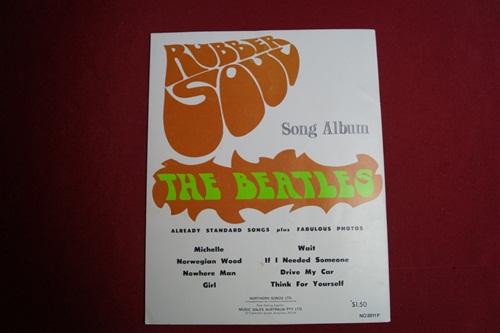 RUBBER
SOUL
Song Album
THE BEATLES
ALREADY STANDARD SONGS plus FABULOUS PHOTOS
Michelle
Norwegian Wood
Nowhere Man
Girl
Wait
If I Needed Someone
Drive My Car
Think For Yourself
NORTHERN SONGS LTD.
MUSIC SALES AUSTRALIA PTY. LTD.
$1.50